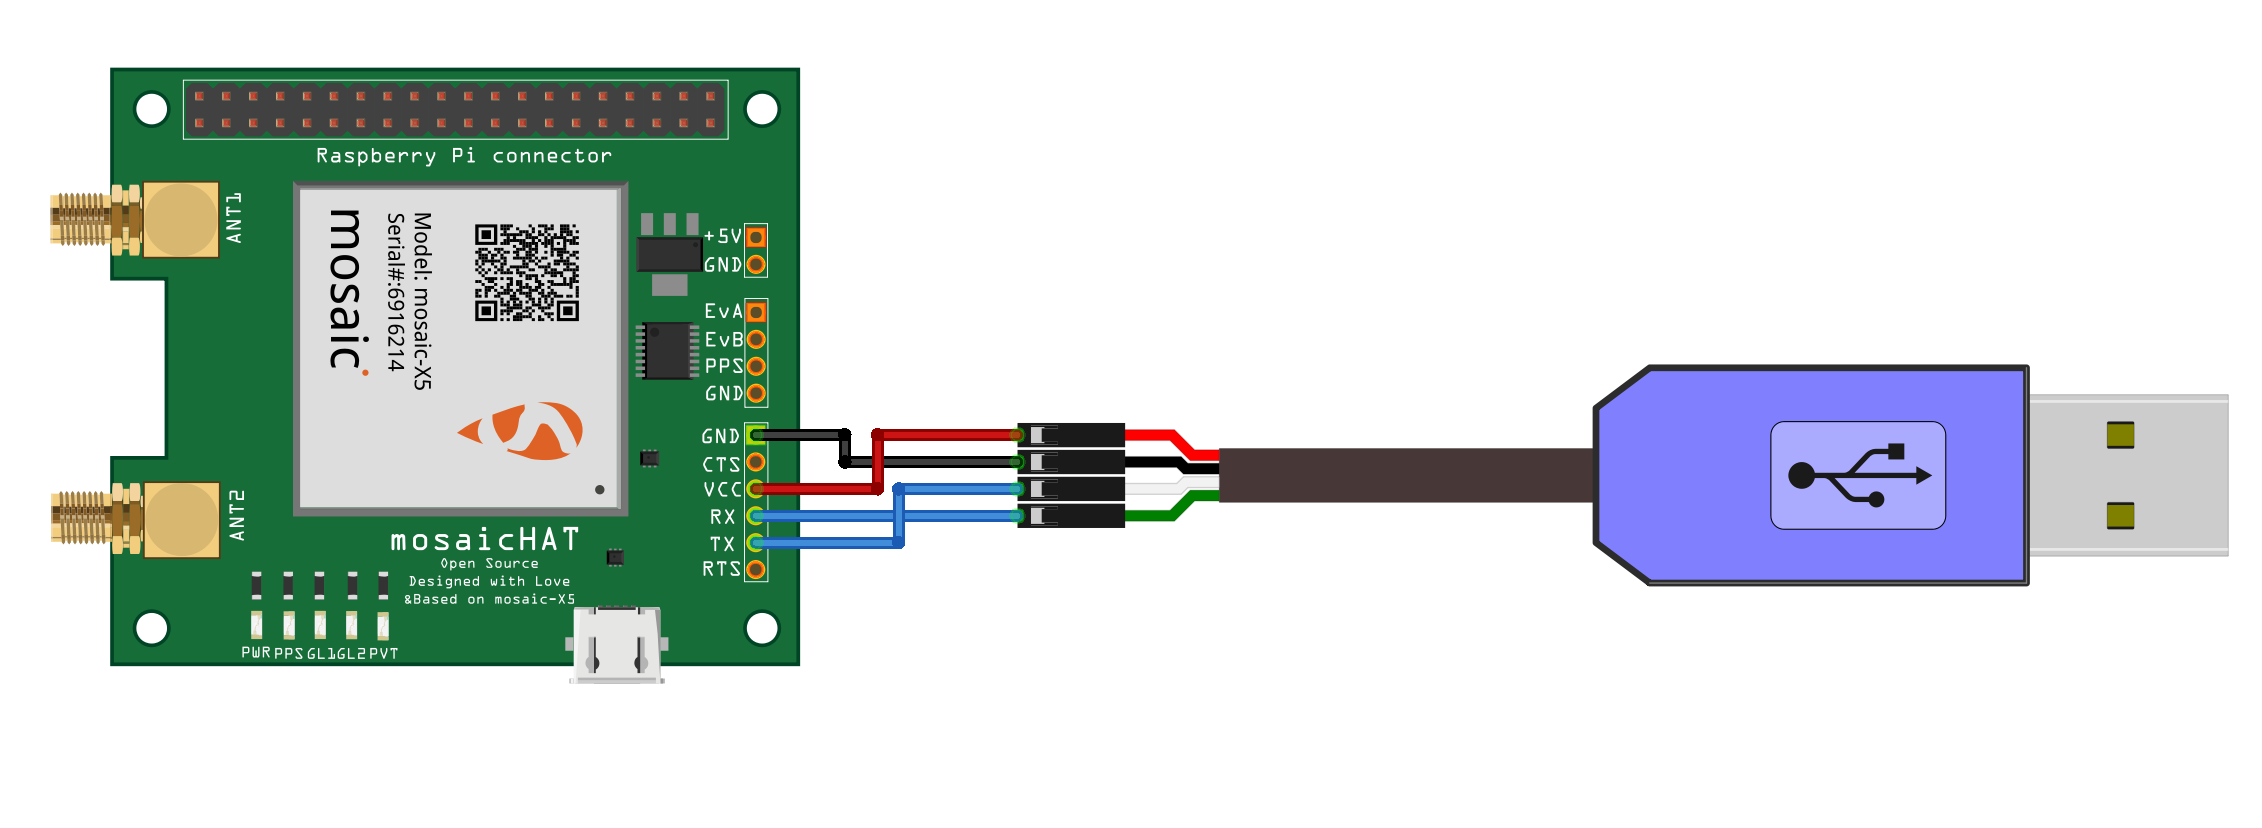 Raspberry Pi connector
ANT1
mosaic
Serial#:6916214
Model: mosaic-X5
+5V
GND
EvA
EvB
PPS
GND
GND
CTS
VCC
RX
TX
RTS
ANT2
mosaicHAT
Open Source
Designed with Love
&Based on mosaic-X5
PWR PPS GL1 GL2 PVT